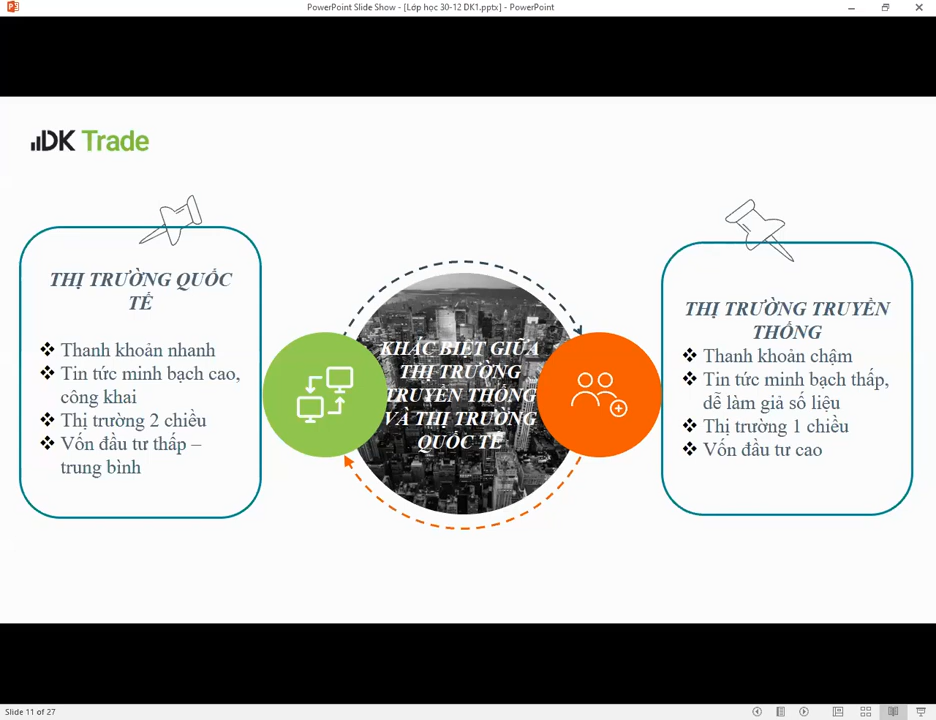 PowerPoint Slide Show - [Lớp học 30-12 DK1.pptx] - PowerPoint
DK Trade
THỊ TRƯỜNG QUỐC
TẾ
❖ Thanh khoản nhanh
❖ Tin tức minh bạch cao,
công khai
❖ Thị trường 2 chiều
❖ Vốn đầu tư thấp –
trung bình
KHÁC BIỆT GIỮA
THỊ TRƯỜNG
TRUYỀN THỐNG
VÀ THỊ TRƯỜNG
QUỐC TẾ
THỊ TRƯỜNG TRUYỀN
THỐNG
❖ Thanh khoản chậm
❖ Tin tức minh bạch thấp,
dễ làm giả số liệu
❖ Thị trường 1 chiều
❖ Vốn đầu tư cao
Slide 11 of 27